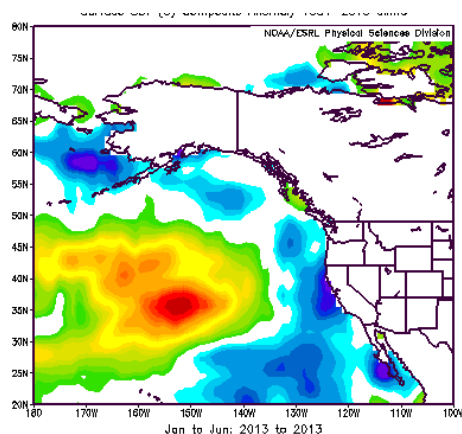 NOAA/ESRL Physical Sciences Division
80N
75N
70N
65N
60N
55N
50N
45N
40N
35N
30N
25N
20N
180 170W 160W 150W 140W 130W 120W 110W 100W
Jan to Jun: 2013 to 2013